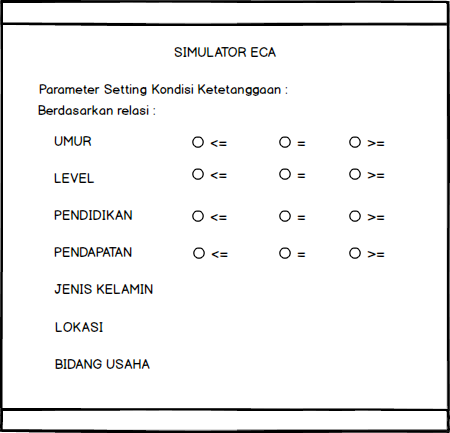 SIMULATOR ECA
Parameter Setting Kondisi Ketetanggaan :
Berdasarkan relasi :
UMUR <= = >=
LEVEL <= = >=
PENDIDIKAN <= = >=
PENDAPATAN <= = >=
JENIS KELAMIN
LOKASI
BIDANG USAHA